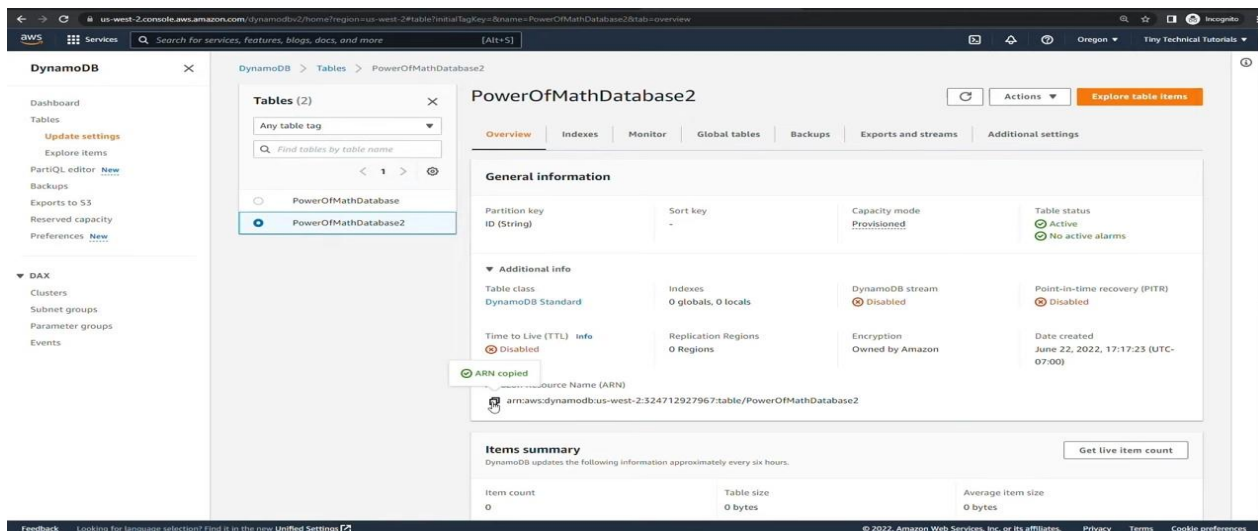 us-west-2.console.aws.amazon.com/dynamodbv2/home?region=us-west-2#table?initialTagKey=&name=PowerOfMathDatabase2&tab=overview
Incognito
aws
Services
Search for services, features, blogs, docs, and more
[Alt+S]
Oregon ▼
Tiny Technical Tutorials ▼
DynamoDB
Dashboard
Tables
Update settings
Explore items
PartiQL editor New
Backups
Exports to S3
Reserved capacity
Preferences New
▼ DAX
Clusters
Subnet groups
Parameter groups
Events
DynamoDB > Tables > PowerOfMathDatabase2
Tables (2)
Any table tag
Find tables by table name
< 1 >
PowerOfMathDatabase
PowerOfMathDatabase2
PowerOfMathDatabase2
Actions ▼
Explore table items
Overview
Indexes
Monitor
Global tables
Backups
Exports and streams
Additional settings
General information
Partition key
ID (String)
Sort key
-
Capacity mode
Provisioned
Table status
Active
No active alarms
▼ Additional info
Table class
DynamoDB Standard
Indexes
0 globals, 0 locals
DynamoDB stream
Disabled
Point-in-time recovery (PITR)
Disabled
Time to Live (TTL) Info
Disabled
Replication Regions
0 Regions
Encryption
Owned by Amazon
Date created
June 22, 2022, 17:17:23 (UTC-
07:00)
ARN copied
Resource Name (ARN)
arn:aws:dynamodb:us-west-2:324712927967:table/PowerOfMathDatabase2
Items summary
DynamoDB updates the following information approximately every six hours.
Get live item count
Item count
0
Table size
0 bytes
Average item size
0 bytes
Feedback
Looking for language selection? Find it in the new Unified Settings
© 2022, Amazon Web Services, Inc. or its affiliates.
Privacy
Terms
Cookie preferences